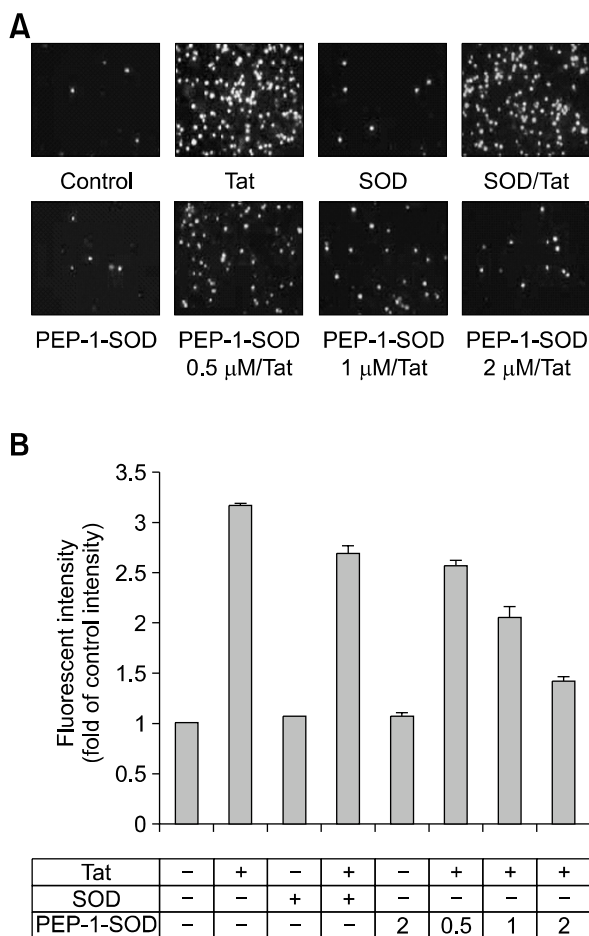 A
Control Tat SOD SOD/Tat
PEP-1-SOD PEP-1-SOD PEP-1-SOD PEP-1-SOD
0.5 μM/Tat 1 μM/Tat 2 μM/Tat
B
Fluorescent intensity
(fold of control intensity)
3.5
3
2.5
2
1.5
1
0.5
0
Tat − + − + − + + +
SOD − − + + − − − −
PEP-1-SOD − − − − 2 0.5 1 2